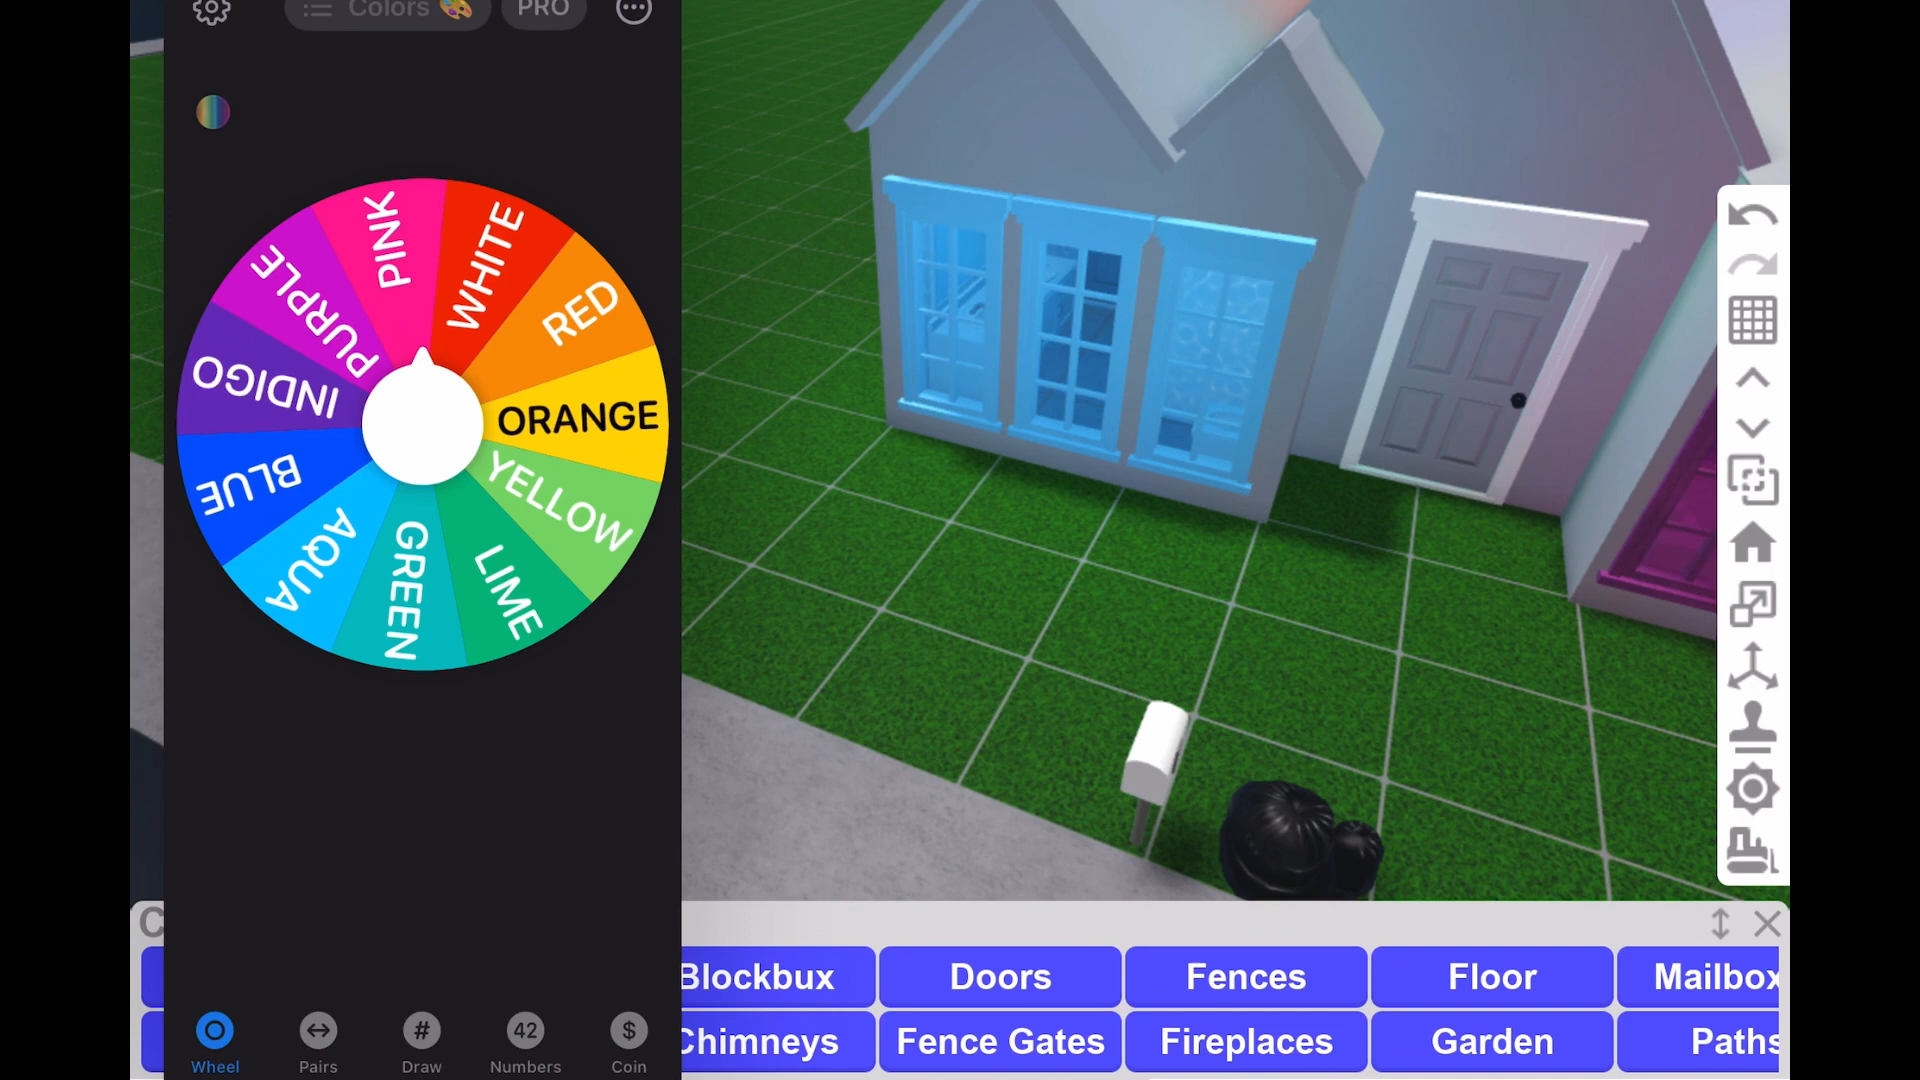 Colors
PRO
PINK
WHITE
RED
ORANGE
YELLOW
LIME
GREEN
AQUA
BLUE
INDIGO
PURPLE
C
Blockbux
Doors
Fences
Floor
Mailbox
Chimneys
Fence Gates
Fireplaces
Garden
Paths
#
42
$
Wheel
Pairs
Draw
Numbers
Coin